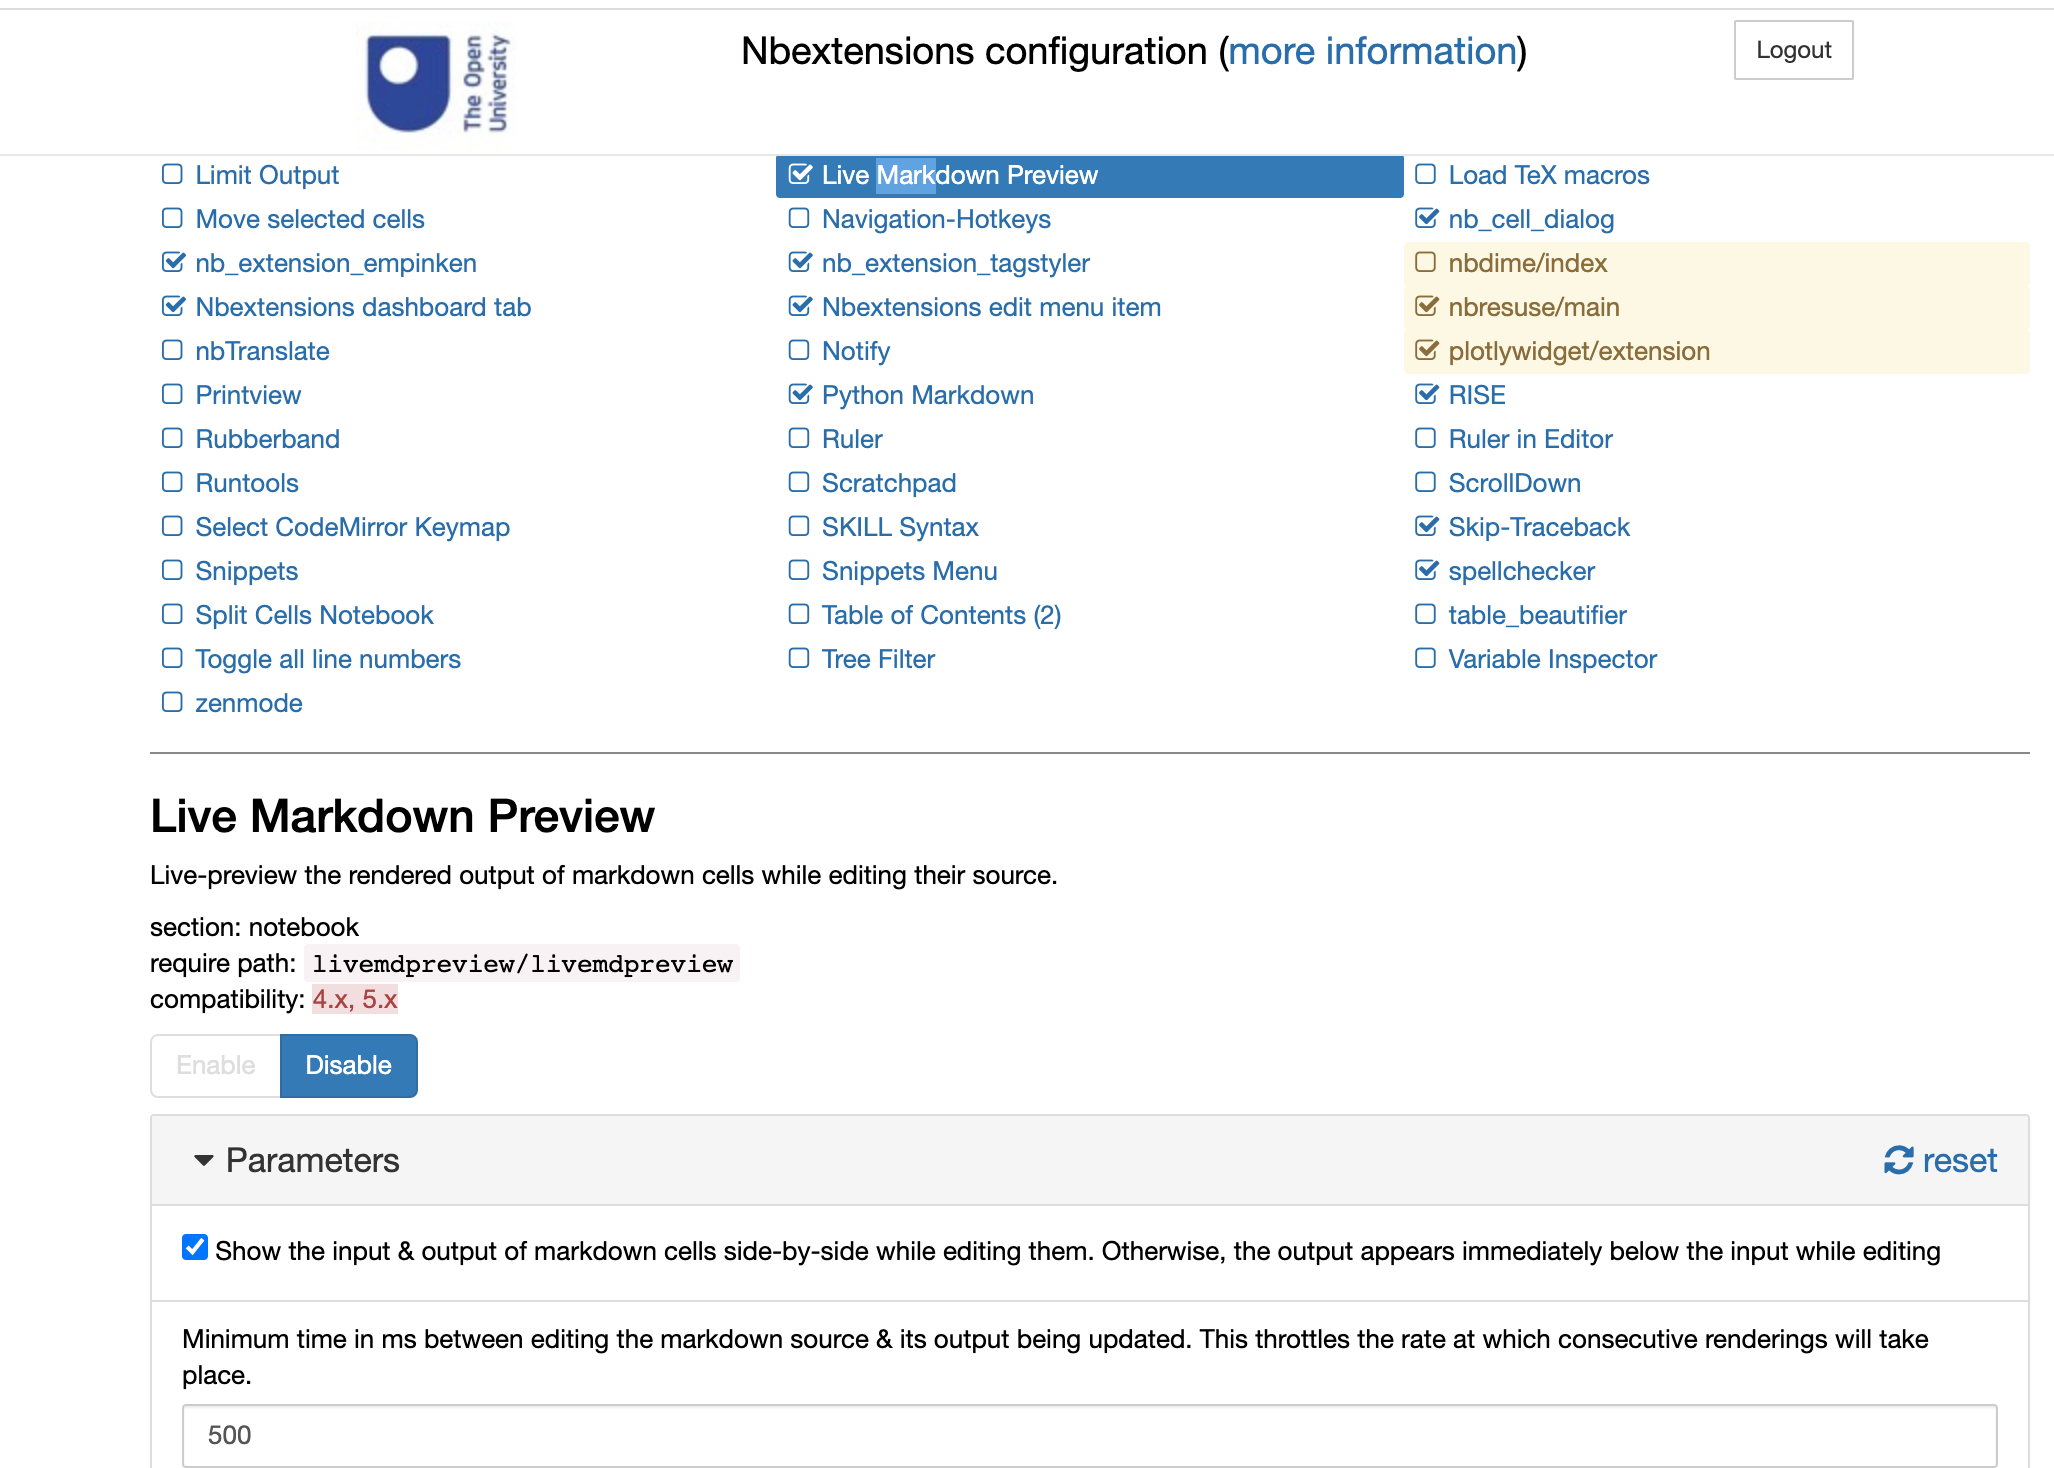 The Open
University
Nbextensions configuration (more information)
Logout
Limit Output
Live Markdown Preview
Load TeX macros
Move selected cells
Navigation-Hotkeys
nb_cell_dialog
nb_extension_empinken
nb_extension_tagstyler
nbdime/index
Nbextensions dashboard tab
Nbextensions edit menu item
nbresuse/main
nbTranslate
Notify
plotlywidget/extension
Printview
Python Markdown
RISE
Rubberband
Ruler
Ruler in Editor
Runtools
Scratchpad
ScrollDown
Select CodeMirror Keymap
SKILL Syntax
Skip-Traceback
Snippets
Snippets Menu
spellchecker
Split Cells Notebook
Table of Contents (2)
table_beautifier
Toggle all line numbers
Tree Filter
Variable Inspector
zenmode
Live Markdown Preview
Live-preview the rendered output of markdown cells while editing their source.
section: notebook
require path: livemdpreview/livemdpreview
compatibility: 4.x, 5.x
Enable
Disable
Parameters
reset
Show the input & output of markdown cells side-by-side while editing them. Otherwise, the output appears immediately below the input while editing
Minimum time in ms between editing the markdown source & its output being updated. This throttles the rate at which consecutive renderings will take
place.
500